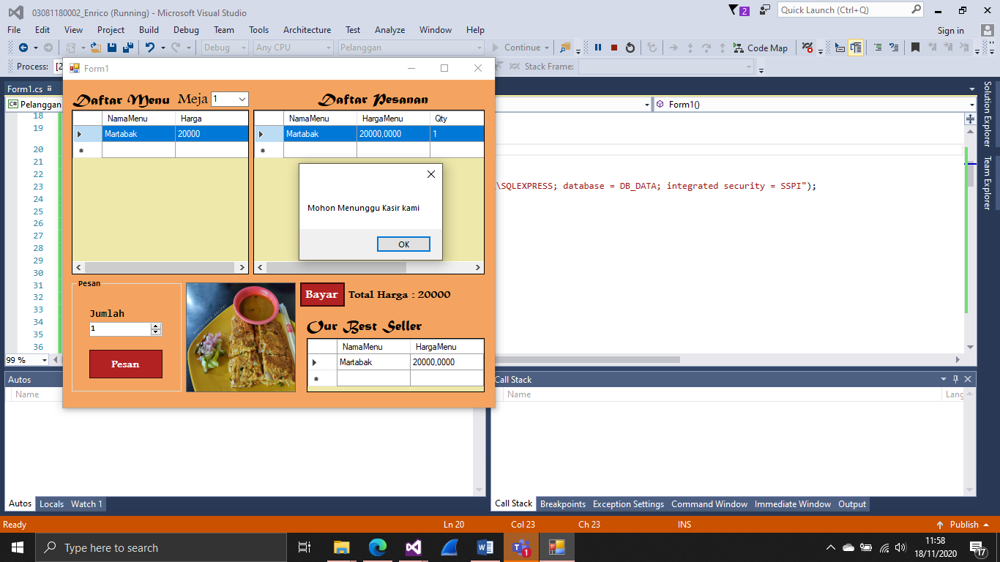 03081180002_Enrico (Running) - Microsoft Visual Studio
2
Quick Launch (Ctrl+Q)
File Edit View Project Build Debug Team Tools Architecture Test Analyze Window Help
Sign in
Debug Any CPU Pelanggan Continue Code Map
Process: [2 Stack Frame:
Form1
Form1.cs
C# Pelanggan Form1()
Daftar Menu Meja 1 Daftar Pesanan
NamaMenu Harga NamaMenu HargaMenu Qty
Martabak 20000 Martabak 20000,0000 1
Mohon Menunggu Kasir kami
OK
Pesan
Jumlah
1
Pesan
Bayar Total Harga : 20000
Our Best Seller
NamaMenu HargaMenu
Martabak 20000,0000
18
19
20
21
22
23 \SQLEXPRESS; database = DB_DATA; integrated security = SSPI");
24
25
26
27
28
29
30
31
32
33
34
35
36
99 %
Solution Explorer
Team Explorer
Autos
Name
Call Stack
Name Lang
Autos Locals Watch 1
Call Stack Breakpoints Exception Settings Command Window Immediate Window Output
Ready Ln 20 Col 23 Ch 23 INS Publish
Type here to search
1
11:58
18/11/2020
17